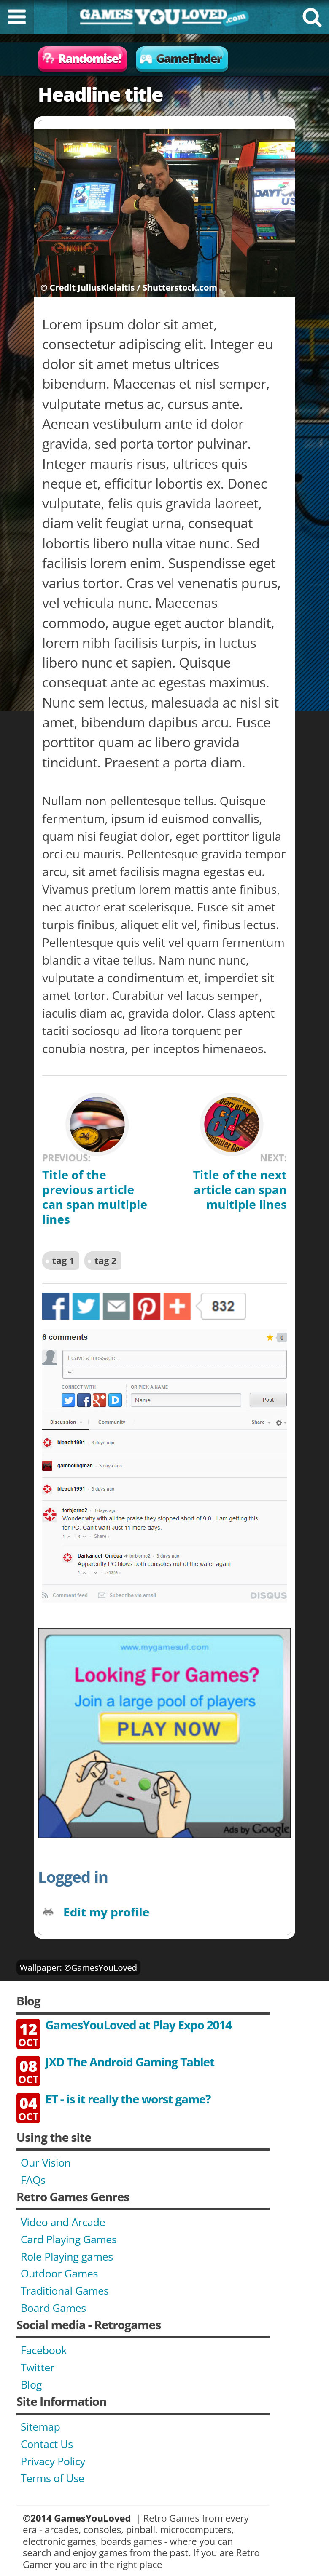 GAMESYOULOVED.com
Randomise!
GameFinder
Headline title
DAYTONA
US
© Credit JuliusKielaitis / Shutterstock.com
Lorem ipsum dolor sit amet,
consectetur adipiscing elit. Integer eu
dolor sit amet metus ultrices
bibendum. Maecenas et nisl semper,
vulputate metus ac, cursus ante.
Aenean vestibulum ante id dolor
gravida, sed porta tortor pulvinar.
Integer mauris risus, ultrices quis
neque et, efficitur lobortis ex. Donec
vulputate, felis quis gravida laoreet,
diam velit feugiat urna, consequat
lobortis libero nulla vitae nunc. Sed
facilisis lorem enim. Suspendisse eget
varius tortor. Cras vel venenatis purus,
vel vehicula nunc. Maecenas
commodo, augue eget auctor blandit,
lorem nibh facilisis turpis, in luctus
libero nunc et sapien. Quisque
consequat ante ac egestas maximus.
Nunc sem lectus, malesuada ac nisl sit
amet, bibendum dapibus arcu. Fusce
porttitor quam ac libero gravida
tincidunt. Praesent a porta diam.
Nullam non pellentesque tellus. Quisque
fermentum, ipsum id euismod convallis,
quam nisi feugiat dolor, eget porttitor ligula
orci eu mauris. Pellentesque gravida tempor
arcu, sit amet facilisis magna egestas eu.
Vivamus pretium lorem mattis ante finibus,
nec auctor erat scelerisque. Fusce sit amet
turpis finibus, aliquet elit vel, finibus lectus.
Pellentesque quis velit vel quam fermentum
blandit a vitae tellus. Nam nunc nunc,
vulputate a condimentum et, imperdiet sit
amet tortor. Curabitur vel lacus semper,
iaculis diam ac, gravida dolor. Class aptent
taciti sociosqu ad litora torquent per
conubia nostra, per inceptos himenaeos.
PREVIOUS:
Title of the
previous article
can span multiple
lines
NEXT:
Title of the next
article can span
multiple lines
tag 1
tag 2
832
6 comments
0
Leave a message...
CONNECT WITH
OR PICK A NAME
Name
Post
Discussion
Community
Share
bleach1991 · 3 days ago
gambolingman · 3 days ago
bleach1991 · 3 days ago
torbjorno2 · 3 days ago
Wonder why with all the praise they stopped short of 9.0 . I am getting this
for PC. Can't wait! Just 11 more days.
1
1
Share ›
Darkangel_Omega → torbjorno2 · 3 days ago
Apparently PC blows both consoles out of the water again
1
Share ›
Comment feed
Subscribe via email
DISQUS
www.mygamesurf.com
Looking For Games?
Join a large pool of players
PLAY NOW
Ads by Google
Logged in
Edit my profile
Wallpaper: ©GamesYouLoved
Blog
12
OCT
GamesYouLoved at Play Expo 2014
08
OCT
JXD The Android Gaming Tablet
04
OCT
ET - is it really the worst game?
Using the site
Our Vision
FAQs
Retro Games Genres
Video and Arcade
Card Playing Games
Role Playing games
Outdoor Games
Traditional Games
Board Games
Social media - Retrogames
Facebook
Twitter
Blog
Site Information
Sitemap
Contact Us
Privacy Policy
Terms of Use
©2014 GamesYouLoved | Retro Games from every
era - arcades, consoles, pinball, microcomputers,
electronic games, boards games - where you can
search and enjoy games from the past. If you are Retro
Gamer you are in the right place